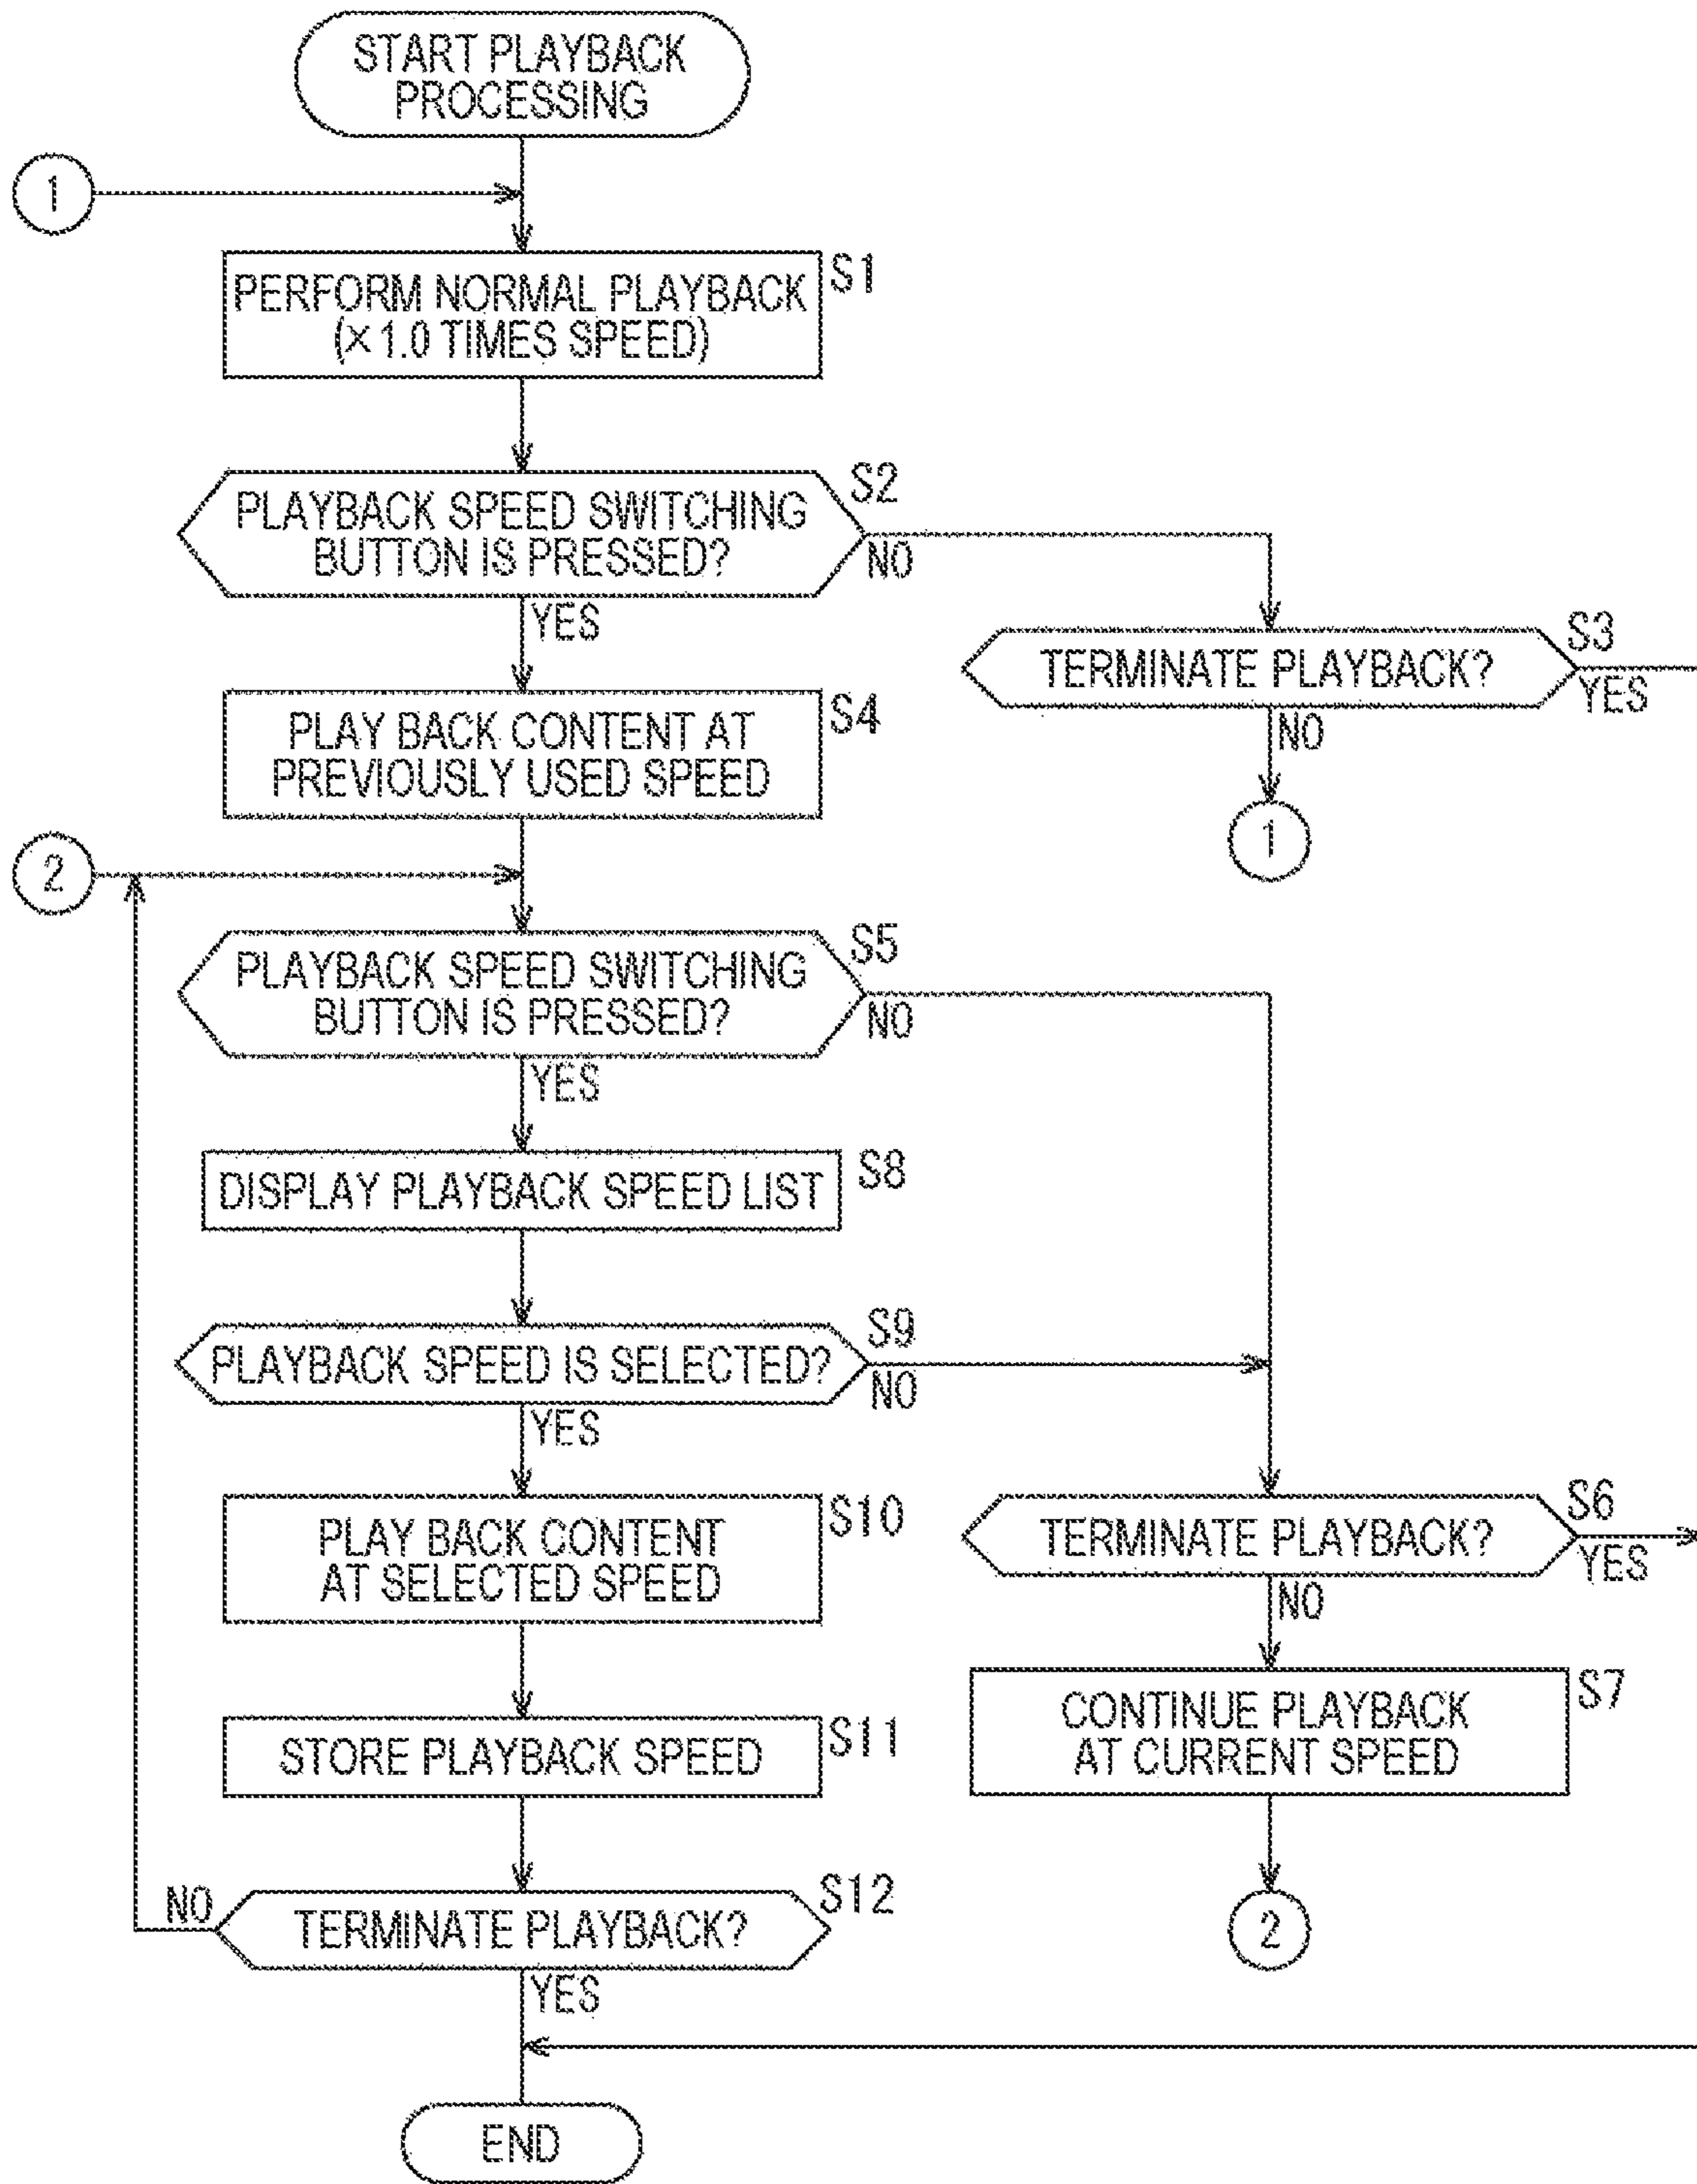 START PLAYBACK
PROCESSING
1
PERFORM NORMAL PLAYBACK
(×1.0 TIMES SPEED)
S1
PLAYBACK SPEED SWITCHING
BUTTON IS PRESSED?
S2
NO
YES
TERMINATE PLAYBACK?
S3
YES
NO
1
PLAY BACK CONTENT AT
PREVIOUSLY USED SPEED
S4
2
PLAYBACK SPEED SWITCHING
BUTTON IS PRESSED?
S5
NO
YES
DISPLAY PLAYBACK SPEED LIST
S8
PLAYBACK SPEED IS SELECTED?
S9
NO
YES
PLAY BACK CONTENT
AT SELECTED SPEED
S10
TERMINATE PLAYBACK?
S6
YES
NO
CONTINUE PLAYBACK
AT CURRENT SPEED
S7
2
STORE PLAYBACK SPEED
S11
TERMINATE PLAYBACK?
S12
NO
YES
END